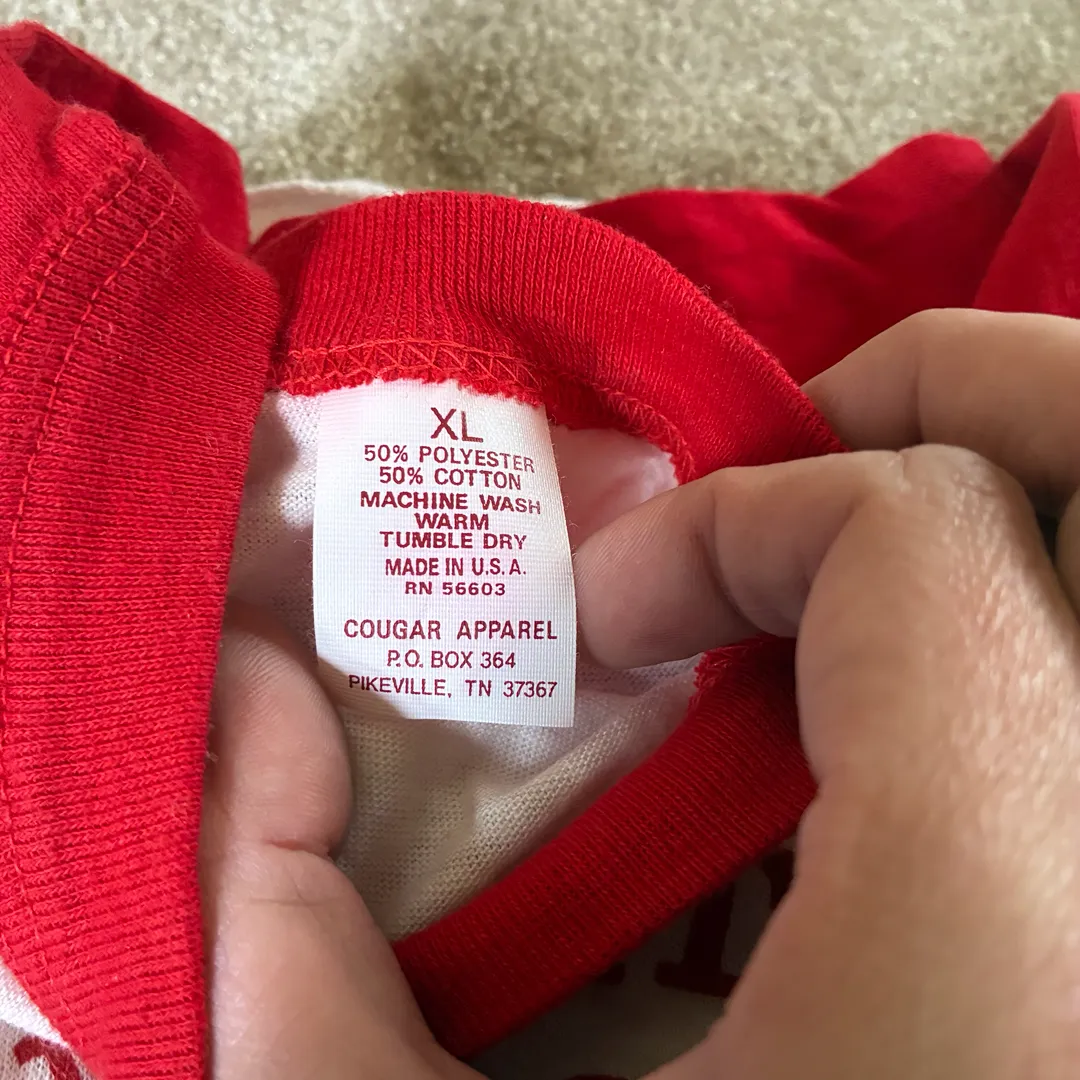 XL
50% POLYESTER
50% COTTON
MACHINE WASH
WARM
TUMBLE DRY
MADE IN U.S.A.
RN 56603
COUGAR APPAREL
P.O. BOX 364
PIKEVILLE, TN 37367